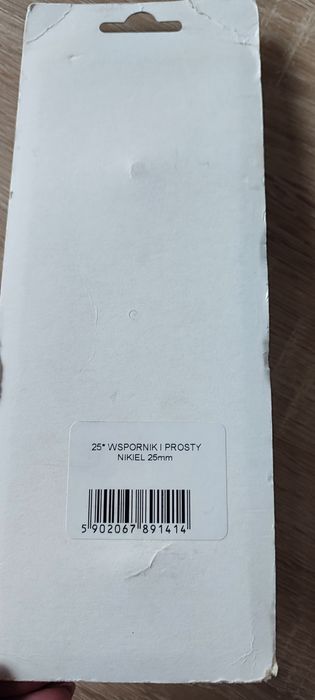 25* WSPORNIK I PROSTY
NIKIEL 25mm
5 902067 891414